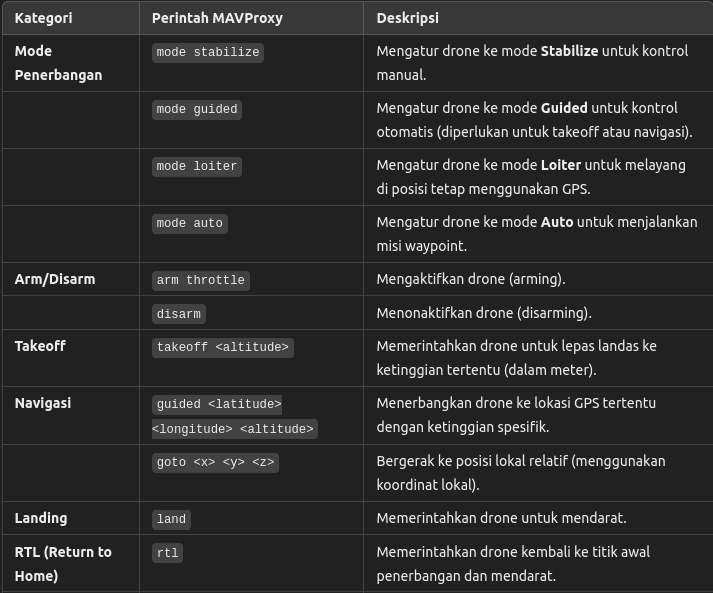 Kategori Perintah MAVProxy Deskripsi
Mode mode stabilize Mengatur drone ke mode Stabilize untuk kontrol
Penerbangan manual.
mode guided Mengatur drone ke mode Guided untuk kontrol
otomatis (diperlukan untuk takeoff atau navigasi).
mode loiter Mengatur drone ke mode Loiter untuk melayang
di posisi tetap menggunakan GPS.
mode auto Mengatur drone ke mode Auto untuk menjalankan
misi waypoint.
Arm/Disarm arm throttle Mengaktifkan drone (arming).
disarm Menonaktifkan drone (disarming).
Takeoff takeoff <altitude> Memerintahkan drone untuk lepas landas ke
ketinggian tertentu (dalam meter).
Navigasi guided <latitude> Menerbangkan drone ke lokasi GPS tertentu
<longitude> <altitude> dengan ketinggian spesifik.
goto <x> <y> <z> Bergerak ke posisi lokal relatif (menggunakan
koordinat lokal).
Landing land Memerintahkan drone untuk mendarat.
RTL (Return to rtl Memerintahkan drone kembali ke titik awal
Home) penerbangan dan mendarat.